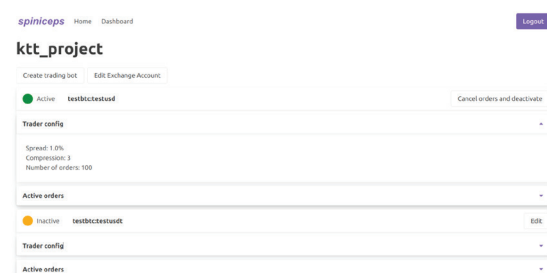 spiniceps Home Dashboard Logout
ktt_project
Create trading bot Edit Exchange Account
Active testbtc:testusd Cancel orders and deactivate
Trader config
Spread: 1.0%
Compression: 3
Number of orders: 100
Active orders
Inactive testbtc:testusdt Edit
Trader config
Active orders